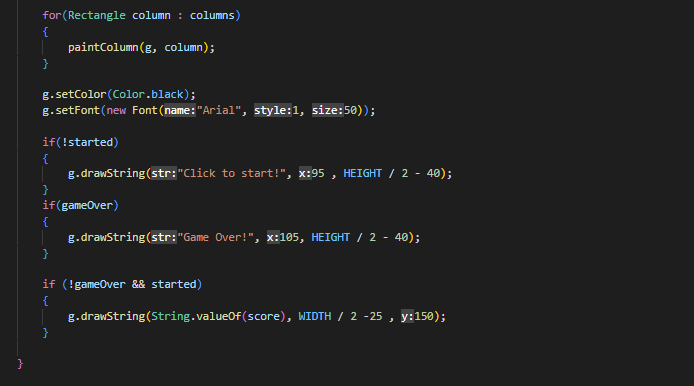 for(Rectangle column : columns)
{
paintColumn(g, column);
}
g.setColor(Color.black);
g.setFont(new Font(name:"Arial", style:1, size:50));
if(!started)
{
g.drawString(str:"Click to start!", x:95 , HEIGHT / 2 - 40);
}
if(gameOver)
{
g.drawString(str:"Game Over!", x:105, HEIGHT / 2 - 40);
}
if (!gameOver && started)
{
g.drawString(String.valueOf(score), WIDTH / 2 -25 , y:150);
}
}